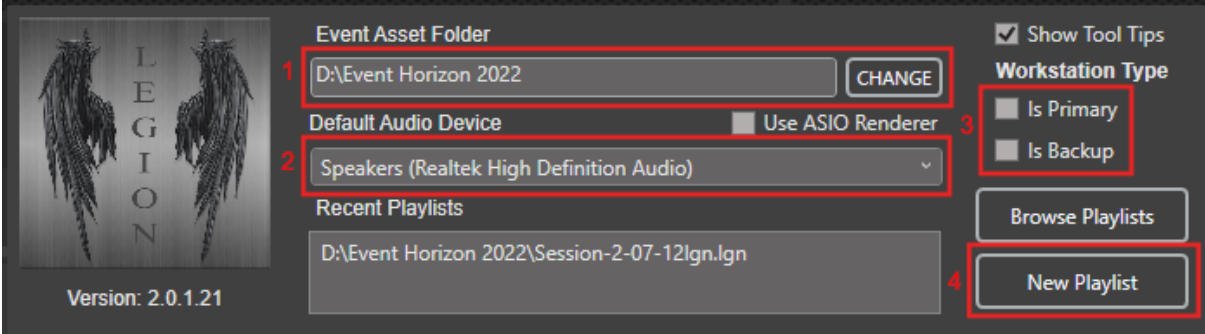 LEGION
Version: 2.0.1.21
Event Asset Folder
1
D:\Event Horizon 2022
CHANGE
Default Audio Device
Use ASIO Renderer
2
Speakers (Realtek High Definition Audio)
Recent Playlists
D:\Event Horizon 2022\Session-2-07-12lgn.lgn
Show Tool Tips
Workstation Type
3
Is Primary
Is Backup
Browse Playlists
4
New Playlist